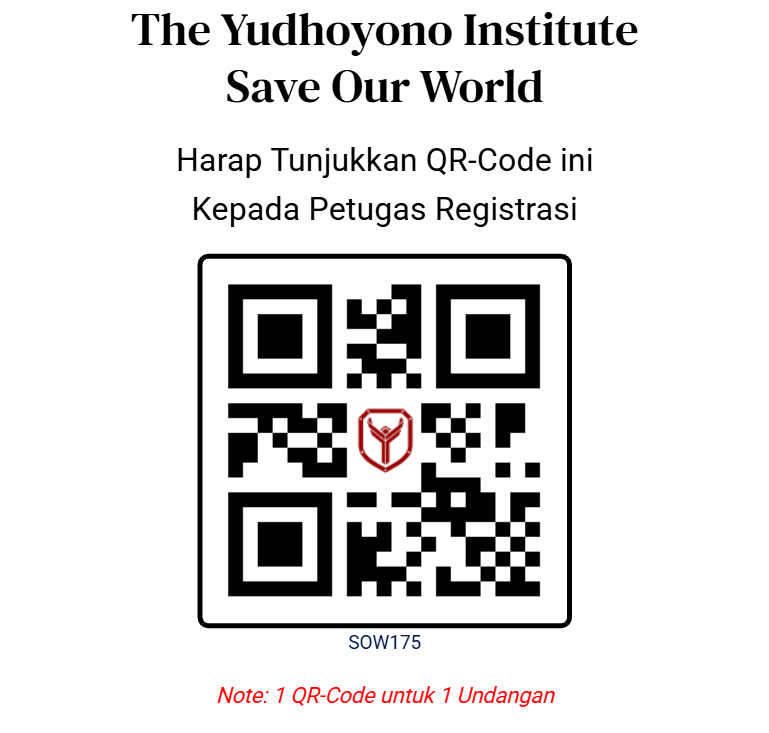 The Yudhoyono Institute
Save Our World
Harap Tunjukkan QR-Code ini
Kepada Petugas Registrasi
SOW175
Note: 1 QR-Code untuk 1 Undangan